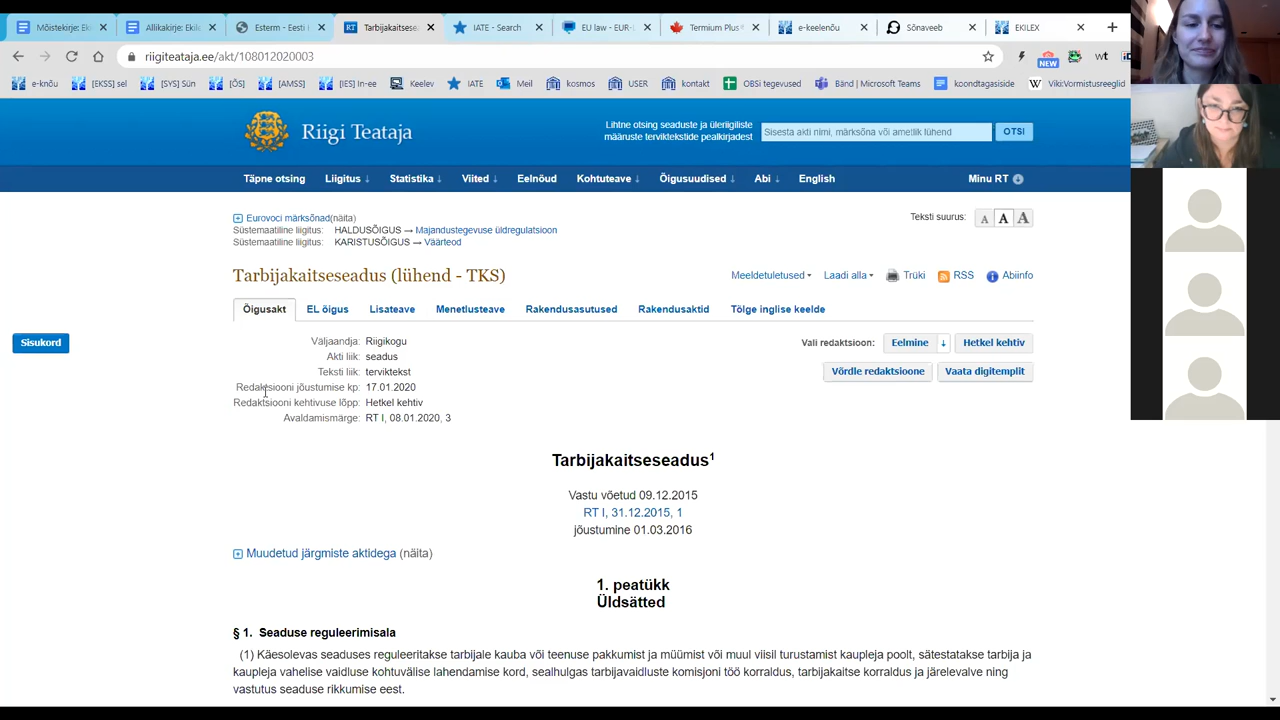 Mõistekirje: Ek
Allikakirje: Ekil
Esterm - Eesti k
Tarbijakaitsese
IATE - Search
EU law - EUR-L
Termium Plus
e-keelenõu
Sõnaveeb
EKILEX
riigiteataja.ee/akt/108012020003
NEW
wt
e-knõu
[EKSS] sel
[SYS] Sün
[ÕS]
[AMSS]
[IES] In-ee
Keelev
IATE
Meil
kosmos
USER
kontakt
OBSi tegevused
Bänd | Microsoft Teams
koondtagasiside
Riigi Teataja
Lihtne otsing seaduste ja üleriigiliste
määruste terviktekstide pealkirjadest
Sisesta akti nimi, märksõna või ametlik lühend
OTSI
Täpne otsing
Liigitus ↓
Statistika ↓
Viited ↓
Eelnõud
Kohtuteave ↓
Õigusuudised ↓
Abi ↓
English
Minu RT
Eurovoci märksõnad(näita)
Teksti suurus: A A A
Süstemaatiline liigitus: HALDUSÕIGUS → Majandustegevuse üldregulatsioon
Süstemaatiline liigitus: KARISTUSÕIGUS → Väärteod
Tarbijakaitseseadus (lühend - TKS)
Meeldetuletused
Laadi alla
Trüki
RSS
Abiinfo
Õigusakt
EL õigus
Lisateave
Menetlusteave
Rakendusasutused
Rakendusaktid
Tõlge inglise keelde
Sisukord
Väljaandja: Riigikogu
Akti liik: seadus
Teksti liik: terviktekst
Redaktsiooni jõustumise kp: 17.01.2020
Redaktsiooni kehtivuse lõpp: Hetkel kehtiv
Avaldamismärge: RT I, 08.01.2020, 3
Vali redaktsioon: Eelmine ↓ Hetkel kehtiv
Võrdle redaktsioone
Vaata digitemplit
Tarbijakaitseseadus¹
Vastu võetud 09.12.2015
RT I, 31.12.2015, 1
jõustumine 01.03.2016
Muudetud järgmiste aktidega (näita)
1. peatükk
Üldsätted
§ 1. Seaduse reguleerimisala
(1) Käesolevas seaduses reguleeritakse tarbijale kauba või teenuse pakkumist ja müümist või muul viisil turustamist kaupleja poolt, sätestatakse tarbija ja
kaupleja vahelise vaidluse kohtuvälise lahendamise kord, sealhulgas tarbijavaidluste komisjoni töö korraldus, tarbijakaitse korraldus ja järelevalve ning
vastutus seaduse rikkumise eest.